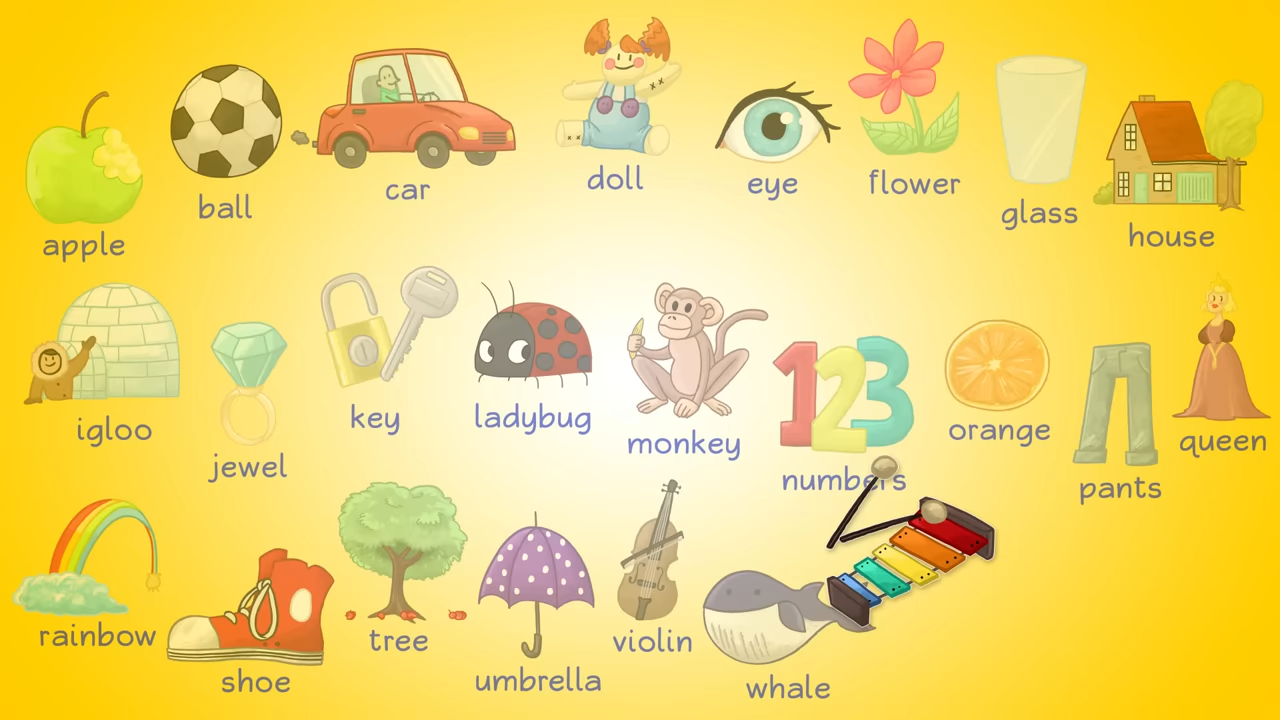 apple
ball
car
doll
eye
flower
glass
house
igloo
jewel
key
ladybug
monkey
123
numbers
orange
pants
queen
rainbow
shoe
tree
umbrella
violin
whale